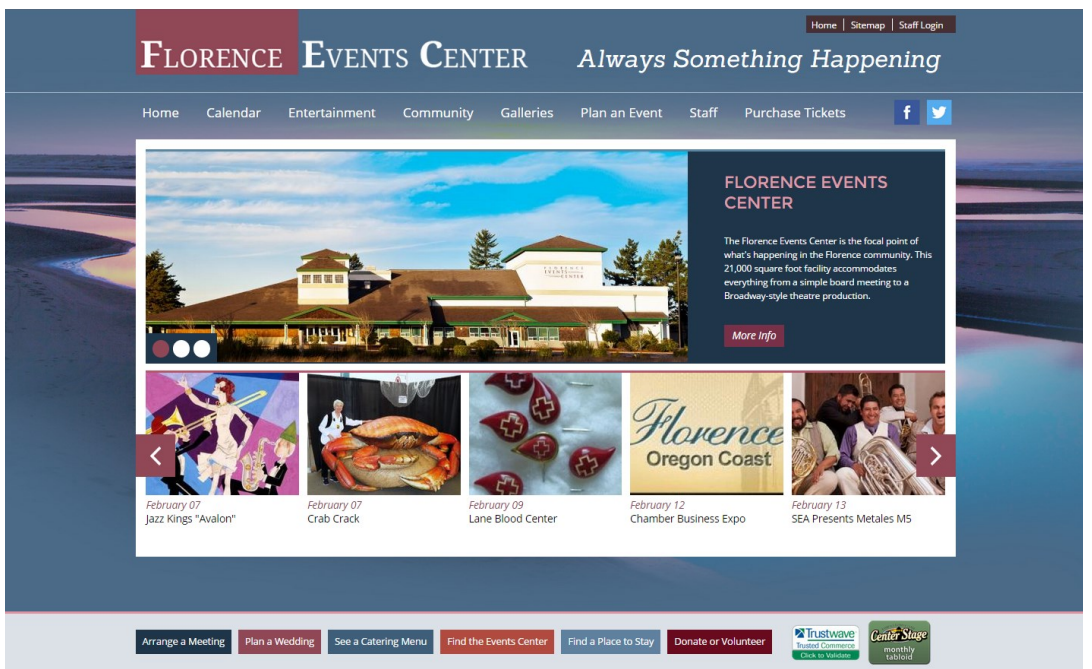 Home | Sitemap | Staff Login
FLORENCE EVENTS CENTER
Always Something Happening
Home Calendar Entertainment Community Galleries Plan an Event Staff Purchase Tickets
f
FLORENCE EVENTS
CENTER
The Florence Events Center is the focal point of
what's happening in the Florence community. This
21,000 square foot facility accommodates
everything from a simple board meeting to a
Broadway-style theatre production.
More Info
FLORENCE
EVENTS
CENTER
Florence
Oregon Coast
February 07
Jazz Kings "Avalon"
February 07
Crab Crack
February 09
Lane Blood Center
February 12
Chamber Business Expo
February 13
SEA Presents Metales M5
Arrange a Meeting
Plan a Wedding
See a Catering Menu
Find the Events Center
Find a Place to Stay
Donate or Volunteer
Trustwave
Trusted Commerce
Click to Validate
Center Stage
monthly
tabloid